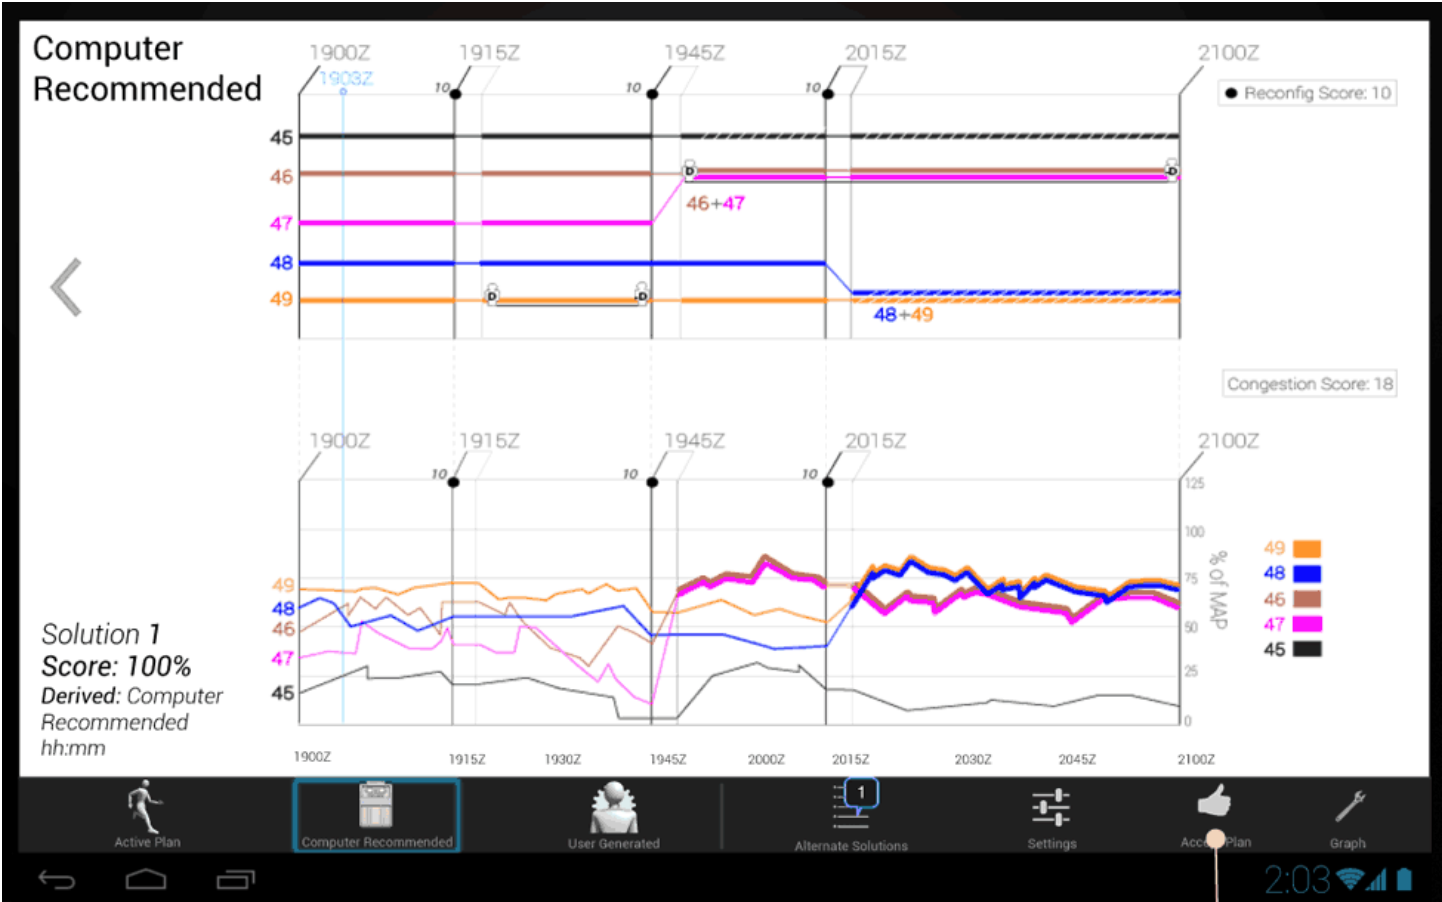 Computer
Recommended
1900Z 1915Z 1945Z 2015Z 2100Z
1903Z
10 10 10
Reconfig Score: 10
45
46
47
46+47
48
49
D D
D D
48+49
Congestion Score: 18
1900Z 1915Z 1945Z 2015Z 2100Z
10 10 10
125
100
75
50
25
0
% of MAP
49
48
46
47
45
49
48
46
47
45
Solution 1
Score: 100%
Derived: Computer
Recommended
hh:mm
1900Z 1915Z 1930Z 1945Z 2000Z 2015Z 2030Z 2045Z 2100Z
1
Active Plan Computer Recommended User Generated Alternate Solutions Settings Plan Graph
2:03